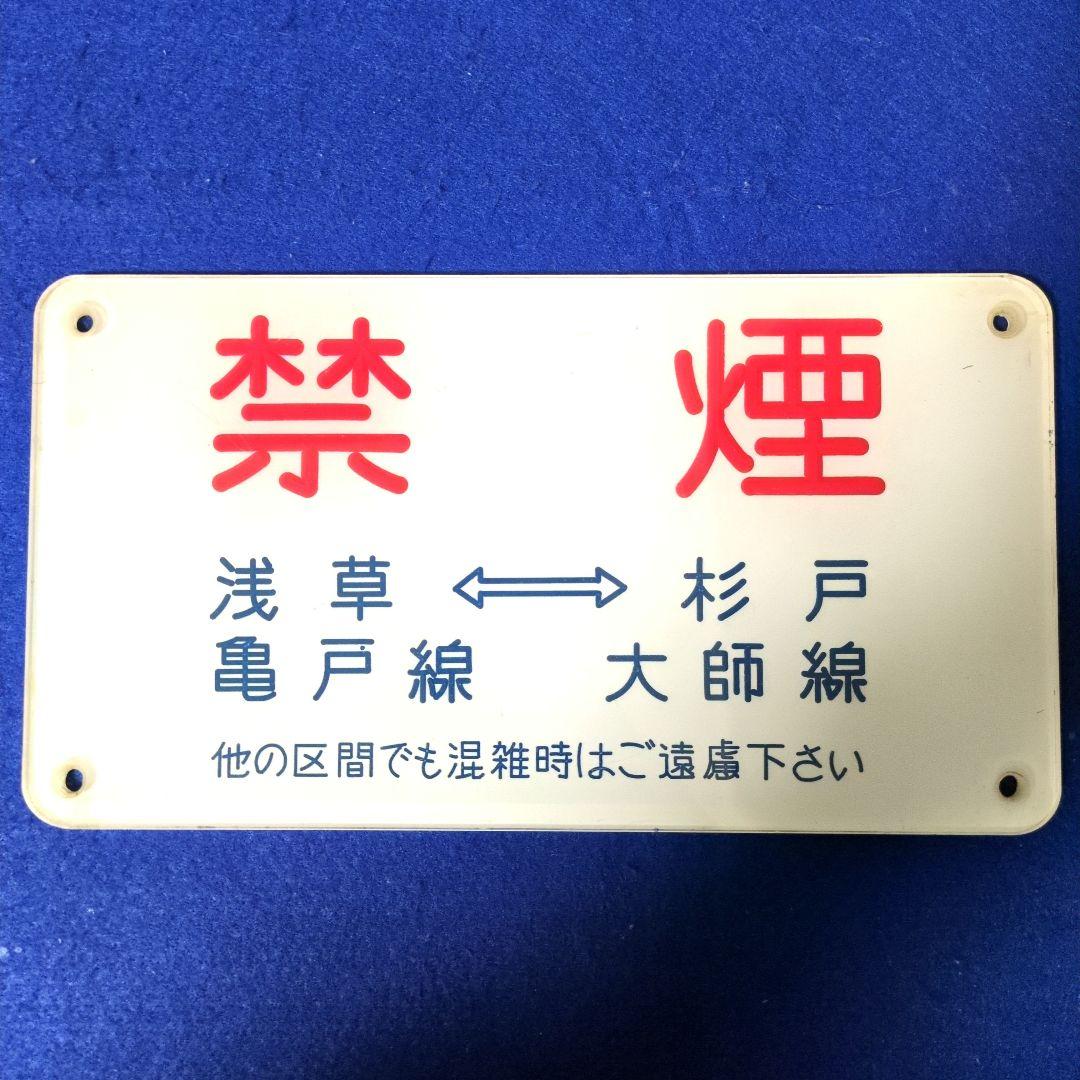 禁煙
浅草⇔杉戸
亀戸線 大師線
他の区間でも混雑時はご遠慮下さい